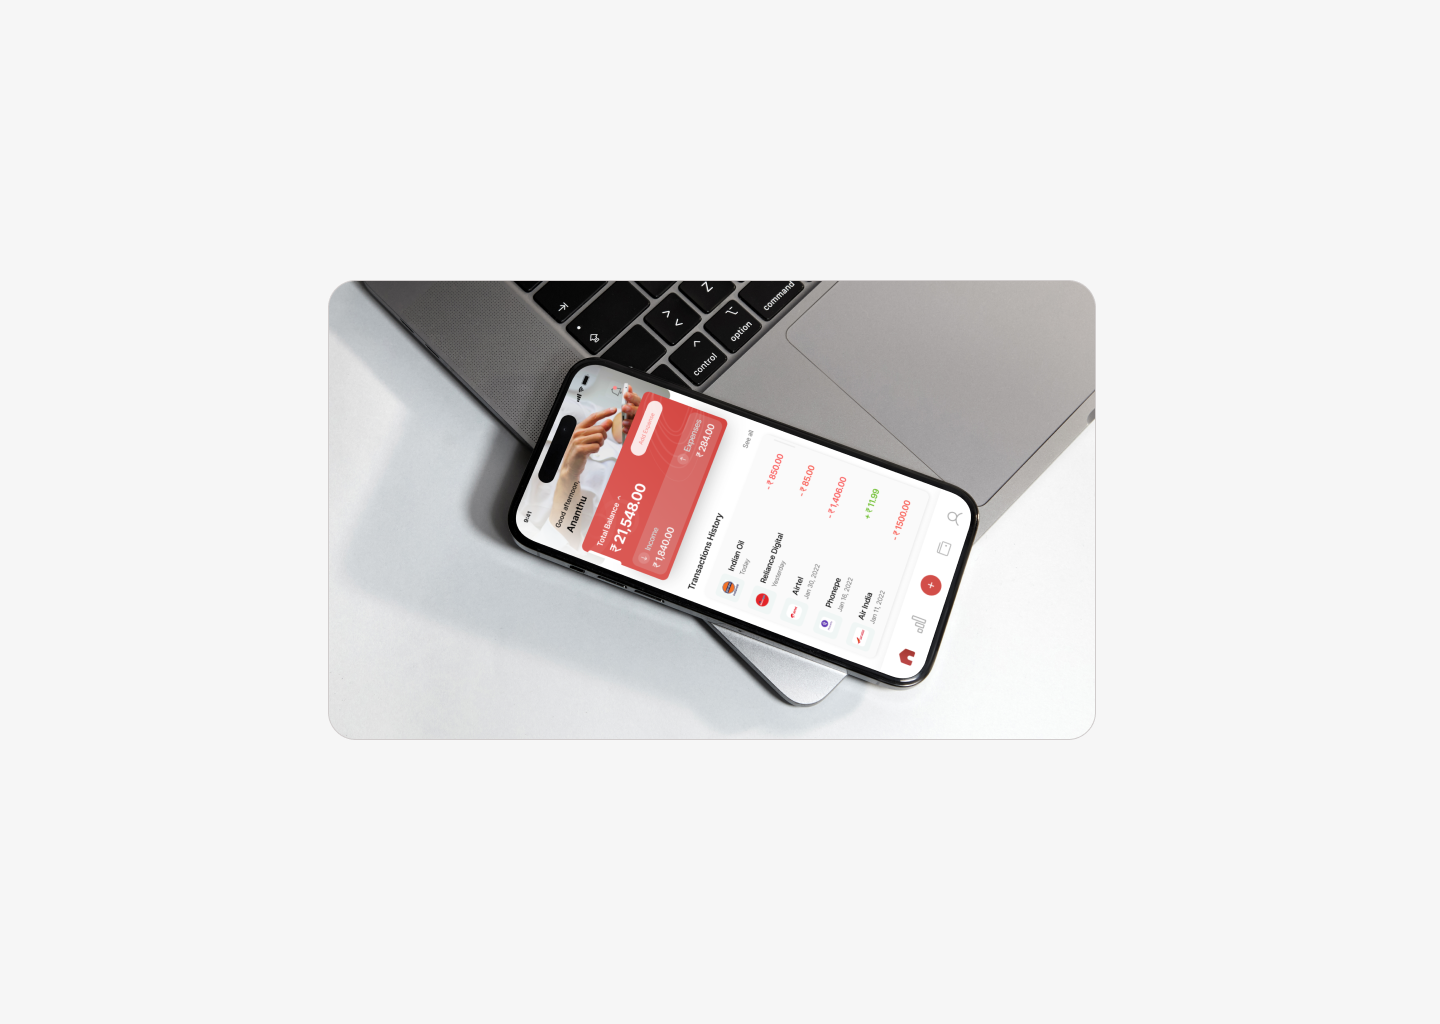 command
option
control
Z
9:41
Good afternoon,
Ananthu
Total Balance
₹ 21,548.00
Add Expense
Income
₹ 1,840.00
Expenses
₹ 284.00
Transactions History
See all
Indian Oil
Today
- ₹ 850.00
Reliance Digital
Yesterday
- ₹ 85.00
Airtel
Jan 30, 2022
- ₹ 1,406.00
Phonepe
Jan 16, 2022
+ ₹ 11.99
Air India
Jan 11, 2022
- ₹ 1500.00